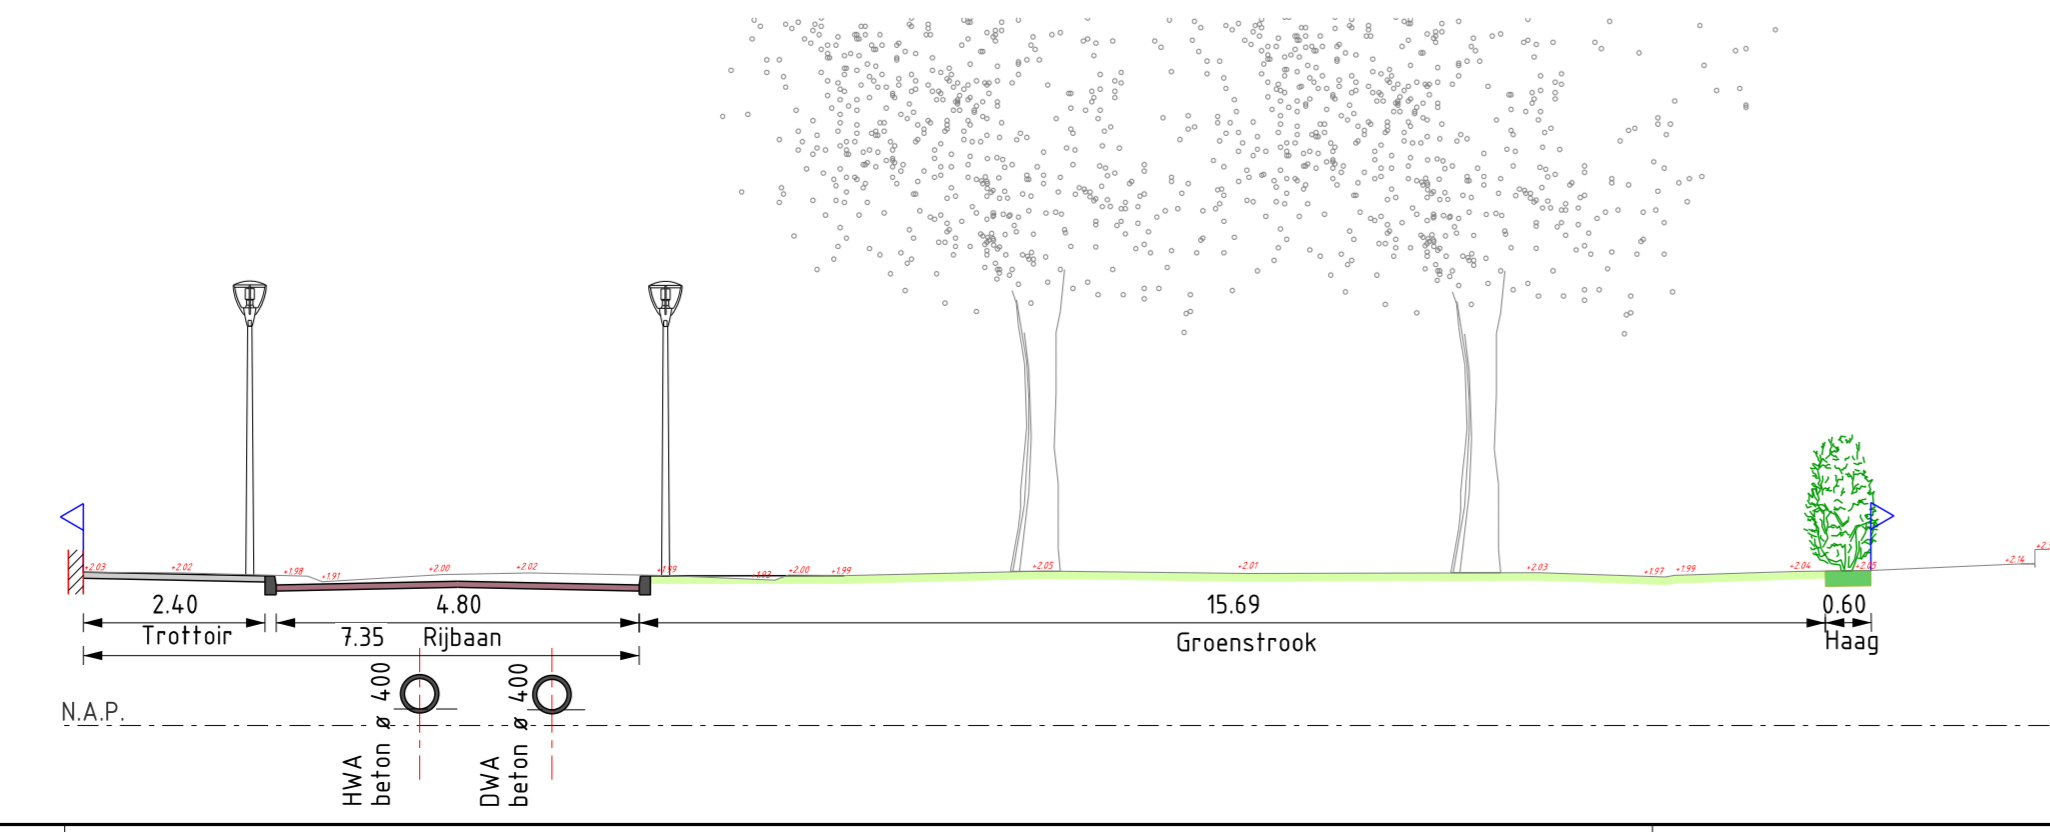 +2.03
+2.02
+1.98
+1.91
+2.00
+2.02
+1.99
+1.93
+2.00
+1.99
+2.05
+2.01
+2.03
+1.97
+1.99
+2.04
+2.05
+2.14
2.40
4.80
15.69
0.60
Trottoir
7.35
Rijbaan
Groenstrook
Haag
N.A.P.
HWA
beton ø 400
DWA
beton ø 400